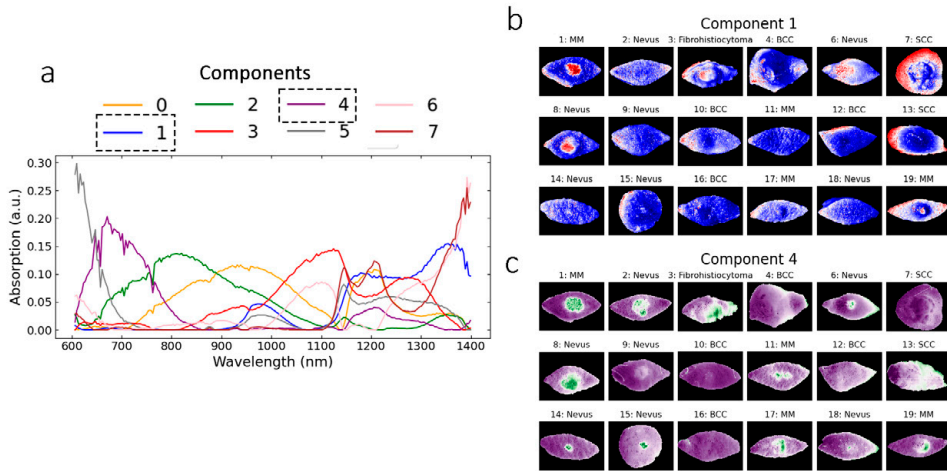 a
Components
0 2 4 6
1 3 5 7
Absorption (a.u.)
0.30
0.25
0.20
0.15
0.10
0.05
0.00
600 700 800 900 1000 1100 1200 1300 1400
Wavelength (nm)
b
Component 1
1: MM 2: Nevus 3: Fibrohistiocytoma 4: BCC 6: Nevus 7: SCC
8: Nevus 9: Nevus 10: BCC 11: MM 12: BCC 13: SCC
14: Nevus 15: Nevus 16: BCC 17: MM 18: Nevus 19: MM
c
Component 4
1: MM 2: Nevus 3: Fibrohistiocytoma 4: BCC 6: Nevus 7: SCC
8: Nevus 9: Nevus 10: BCC 11: MM 12: BCC 13: SCC
14: Nevus 15: Nevus 16: BCC 17: MM 18: Nevus 19: MM